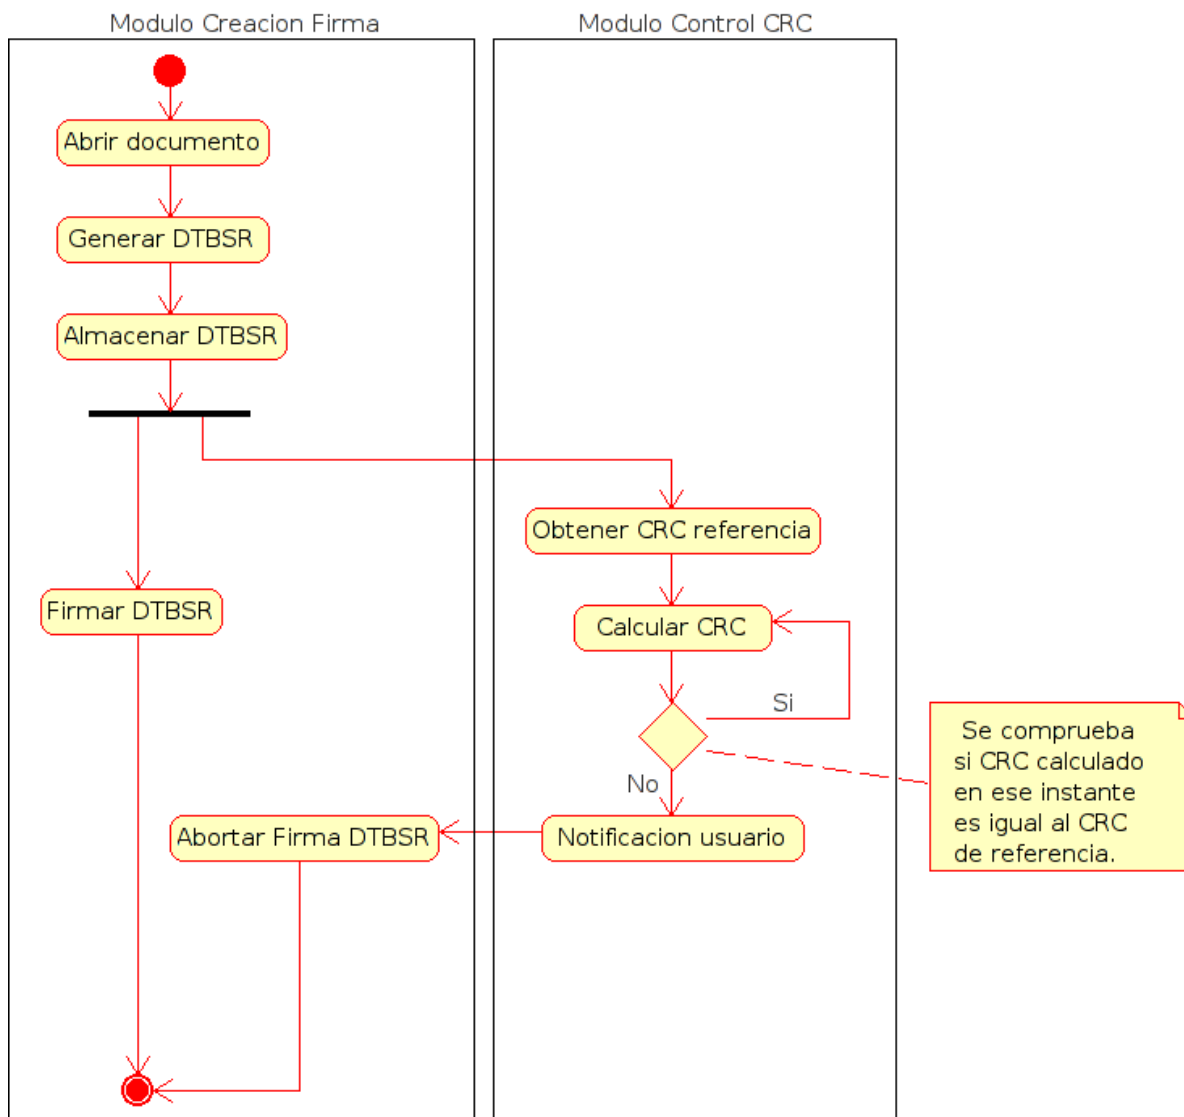 Modulo Creacion Firma
Modulo Control CRC
Abrir documento
Generar DTBSR
Almacenar DTBSR
Obtener CRC referencia
Firmar DTBSR
Calcular CRC
Si
No
Se comprueba
si CRC calculado
en ese instante
es igual al CRC
de referencia.
Abortar Firma DTBSR
Notificacion usuario